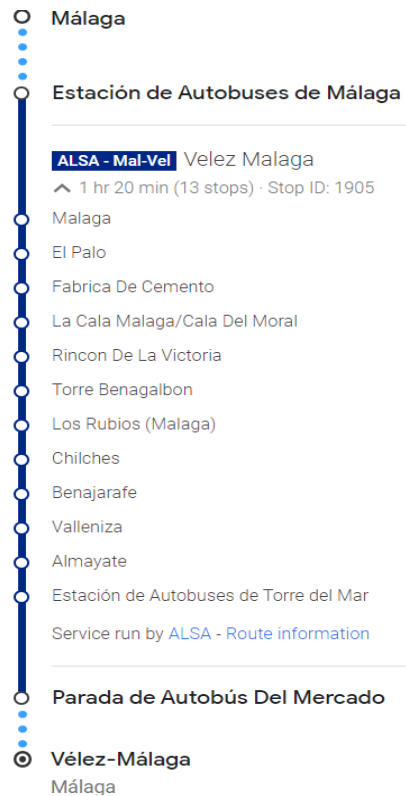 Málaga
Estación de Autobuses de Málaga
ALSA - Mal-Vel Velez Malaga
1 hr 20 min (13 stops) · Stop ID: 1905
Malaga
El Palo
Fabrica De Cemento
La Cala Malaga/Cala Del Moral
Rincon De La Victoria
Torre Benagalbon
Los Rubios (Malaga)
Chilches
Benajarafe
Valleniza
Almayate
Estación de Autobuses de Torre del Mar
Service run by ALSA - Route information
Parada de Autobús Del Mercado
Vélez-Málaga
Málaga